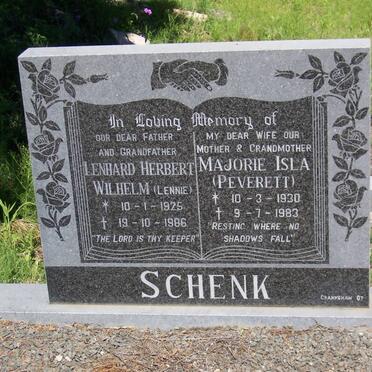 In Loving Memory of
OUR DEAR FATHER
AND GRANDFATHER
LENHARD HERBERT
WILHELM (LENNIE)
* 10-1-1925
† 19-10-1986
"THE LORD IS THY KEEPER"
MY DEAR WIFE OUR
MOTHER & GRANDMOTHER
MAJORIE ISLA
(PEVERETT)
* 10-3-1930
† 9-7-1983
"RESTING WHERE NO
SHADOWS FALL"
SCHENK